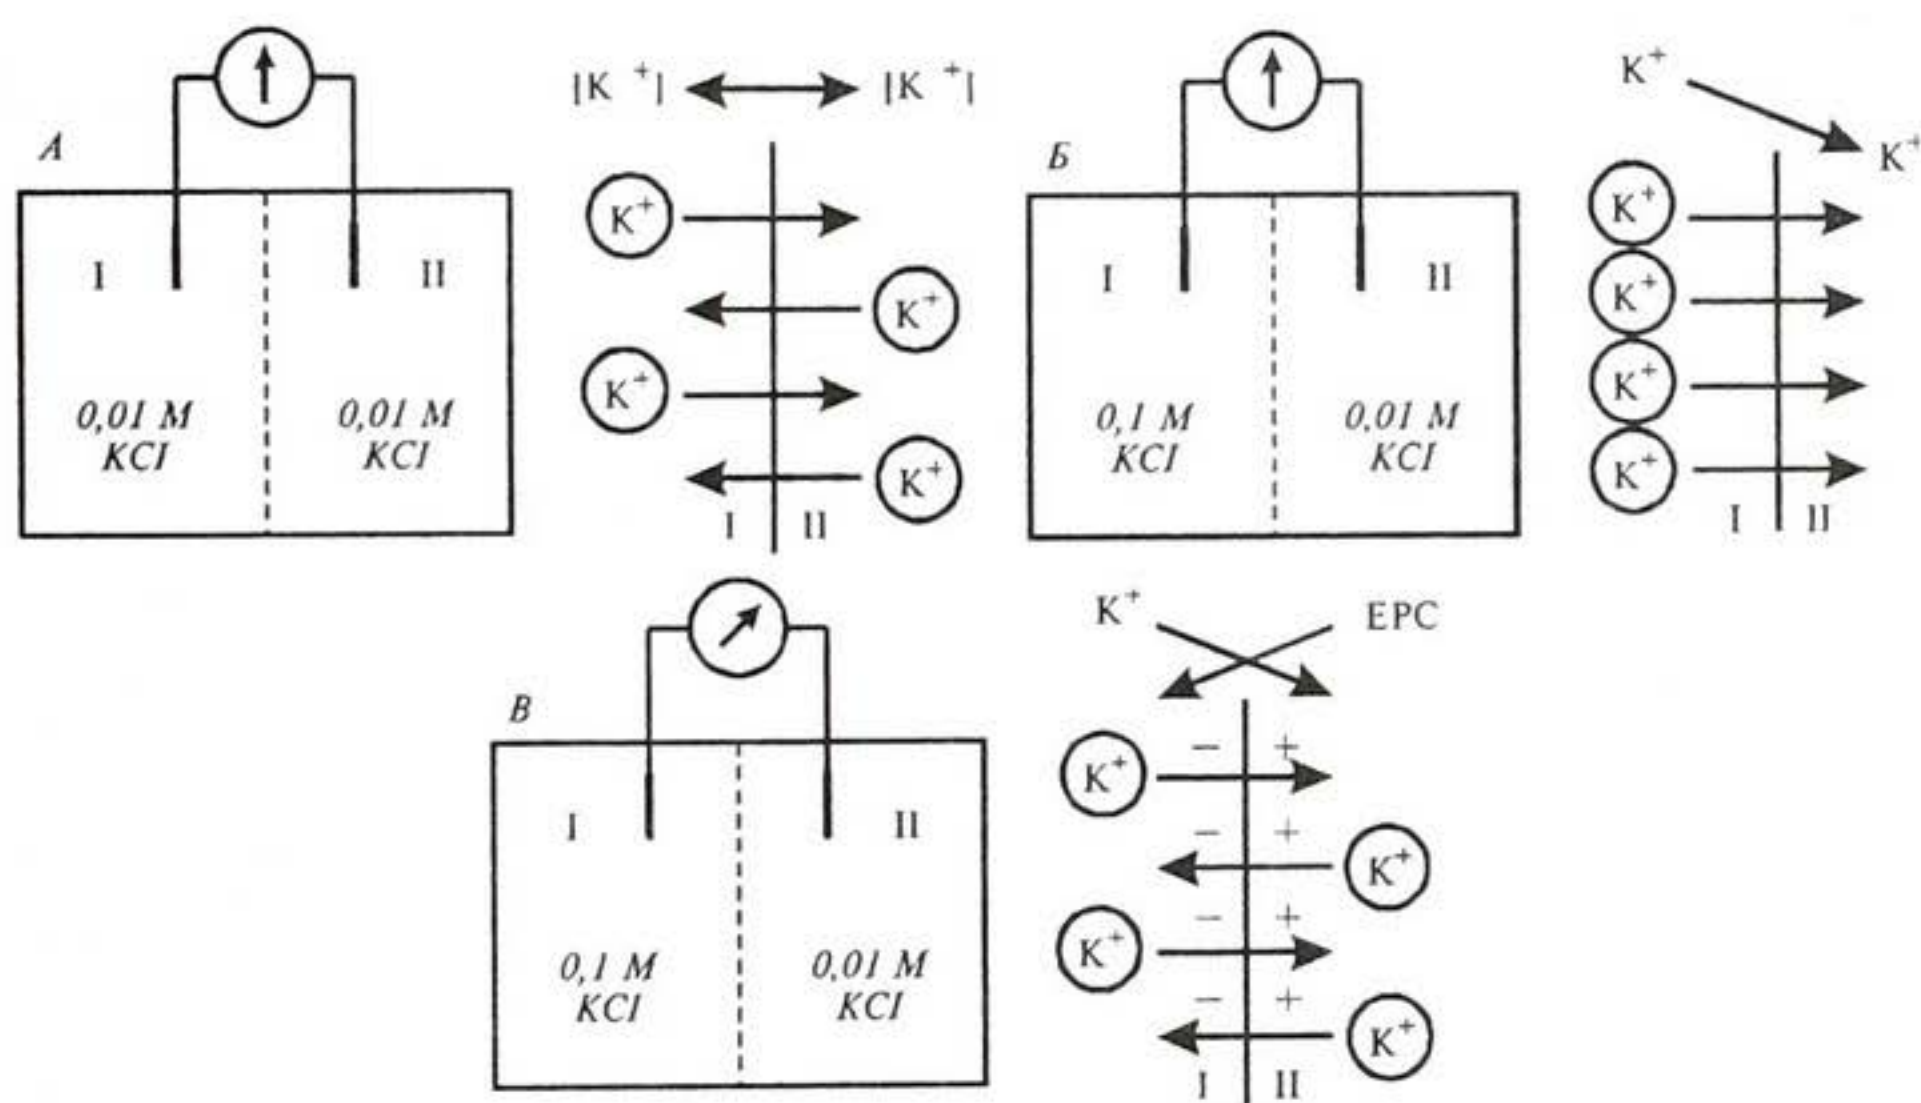 А
I
II
0,01 М
KCl
0,01 М
KCl
|K⁺|
|K⁺|
K⁺
K⁺
K⁺
K⁺
I
II
Б
I
II
0,1 М
KCl
0,01 М
KCl
K⁺
K⁺
K⁺
K⁺
K⁺
K⁺
I
II
В
I
II
0,1 М
KCl
0,01 М
KCl
K⁺
ЕРС
− +
K⁺
− +
K⁺
− +
K⁺
− +
K⁺
I
II